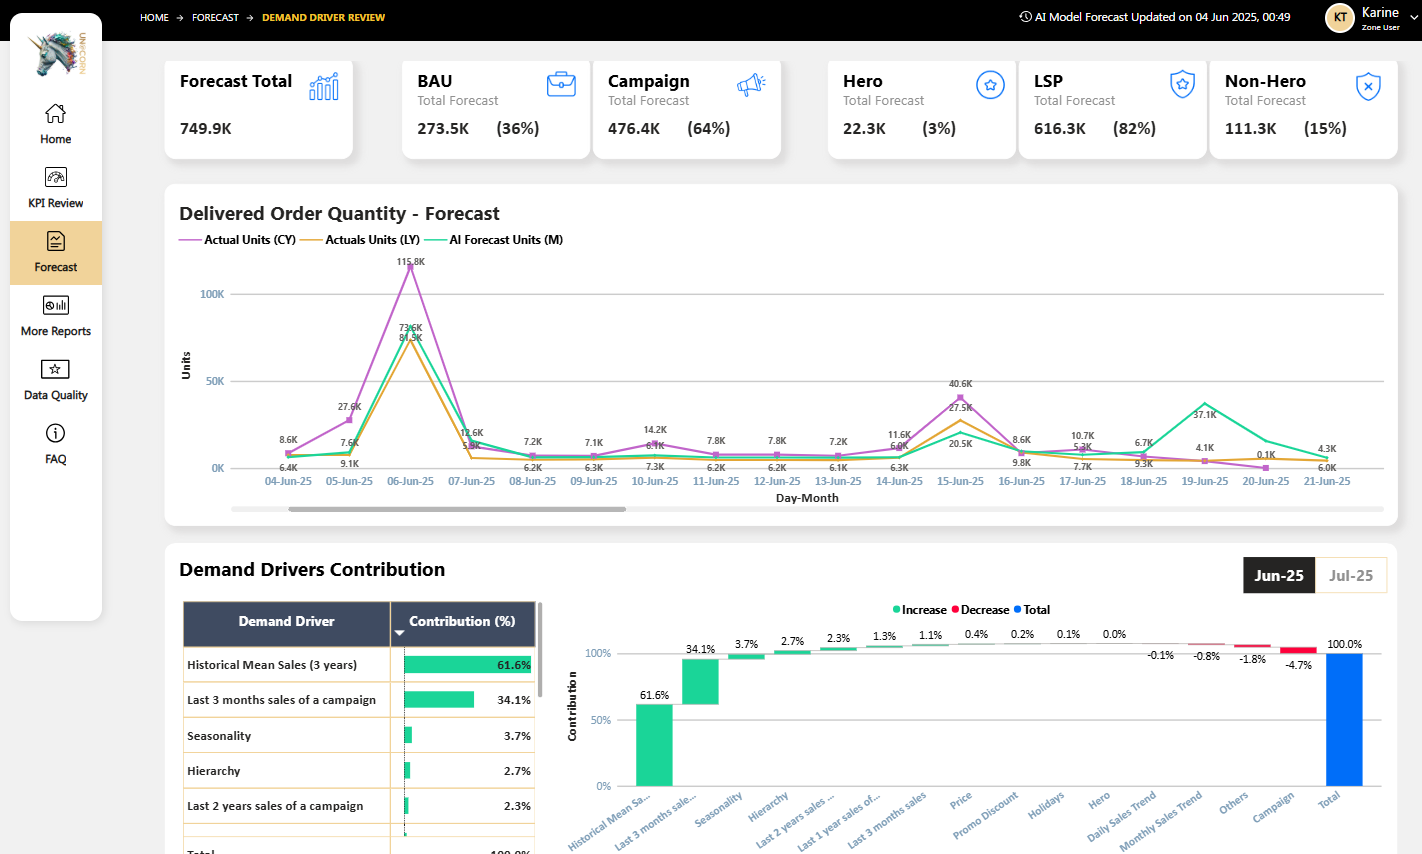 HOME → FORECAST → DEMAND DRIVER REVIEW
AI Model Forecast Updated on 04 Jun 2025, 00:49
KT
Karine
Zone User
UNICORN
Home
KPI Review
Forecast
More Reports
Data Quality
FAQ
Forecast Total
749.9K
BAU
Total Forecast
273.5K (36%)
Campaign
Total Forecast
476.4K (64%)
Hero
Total Forecast
22.3K (3%)
LSP
Total Forecast
616.3K (82%)
Non-Hero
Total Forecast
111.3K (15%)
Delivered Order Quantity - Forecast
Actual Units (CY) Actuals Units (LY) AI Forecast Units (M)
Units
100K
50K
0K
8.6K 27.6K 115.8K 12.6K 7.2K 7.1K 14.2K 7.8K 7.8K 7.2K 11.6K 40.6K 8.6K 10.7K 6.7K 4.1K 0.1K 4.3K
7.6K 73.6K 8.1K 27.5K 5.3K
6.4K 9.1K 81.5K 6.2K 6.3K 7.3K 6.2K 6.2K 6.1K 6.3K 20.5K 9.8K 7.7K 9.3K 37.1K 6.0K
04-Jun-25 05-Jun-25 06-Jun-25 07-Jun-25 08-Jun-25 09-Jun-25 10-Jun-25 11-Jun-25 12-Jun-25 13-Jun-25 14-Jun-25 15-Jun-25 16-Jun-25 17-Jun-25 18-Jun-25 19-Jun-25 20-Jun-25 21-Jun-25
Day-Month
Demand Drivers Contribution
Jun-25 Jul-25
Demand Driver Contribution (%)
Historical Mean Sales (3 years) 61.6%
Last 3 months sales of a campaign 34.1%
Seasonality 3.7%
Hierarchy 2.7%
Last 2 years sales of a campaign 2.3%
Total 100.0%
Increase Decrease Total
Contribution
100%
50%
0%
61.6% 34.1% 3.7% 2.7% 2.3% 1.3% 1.1% 0.4% 0.2% 0.1% 0.0% -0.1% -0.8% -1.8% -4.7% 100.0%
Historical Mean Sa...
Last 3 months sale...
Seasonality
Hierarchy
Last 2 years sales ...
Last 1 year sales of...
Last 3 months sales
Price
Promo Discount
Holidays
Hero
Daily Sales Trend
Monthly Sales Trend
Others
Campaign
Total